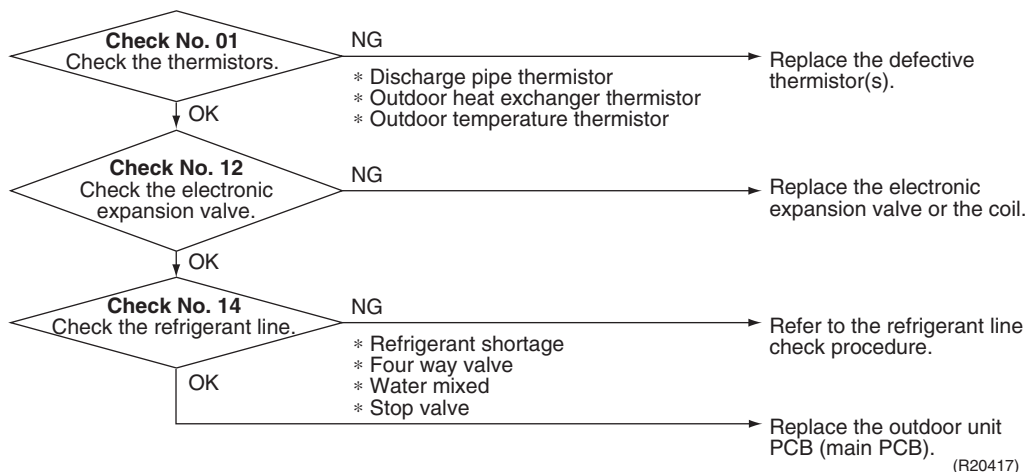 Check No. 01
Check the thermistors.
NG
∗ Discharge pipe thermistor
∗ Outdoor heat exchanger thermistor
∗ Outdoor temperature thermistor
Replace the defective
thermistor(s).
OK
Check No. 12
Check the electronic
expansion valve.
NG
Replace the electronic
expansion valve or the coil.
OK
Check No. 14
Check the refrigerant line.
NG
∗ Refrigerant shortage
∗ Four way valve
∗ Water mixed
∗ Stop valve
Refer to the refrigerant line
check procedure.
OK
Replace the outdoor unit
PCB (main PCB).
(R20417)